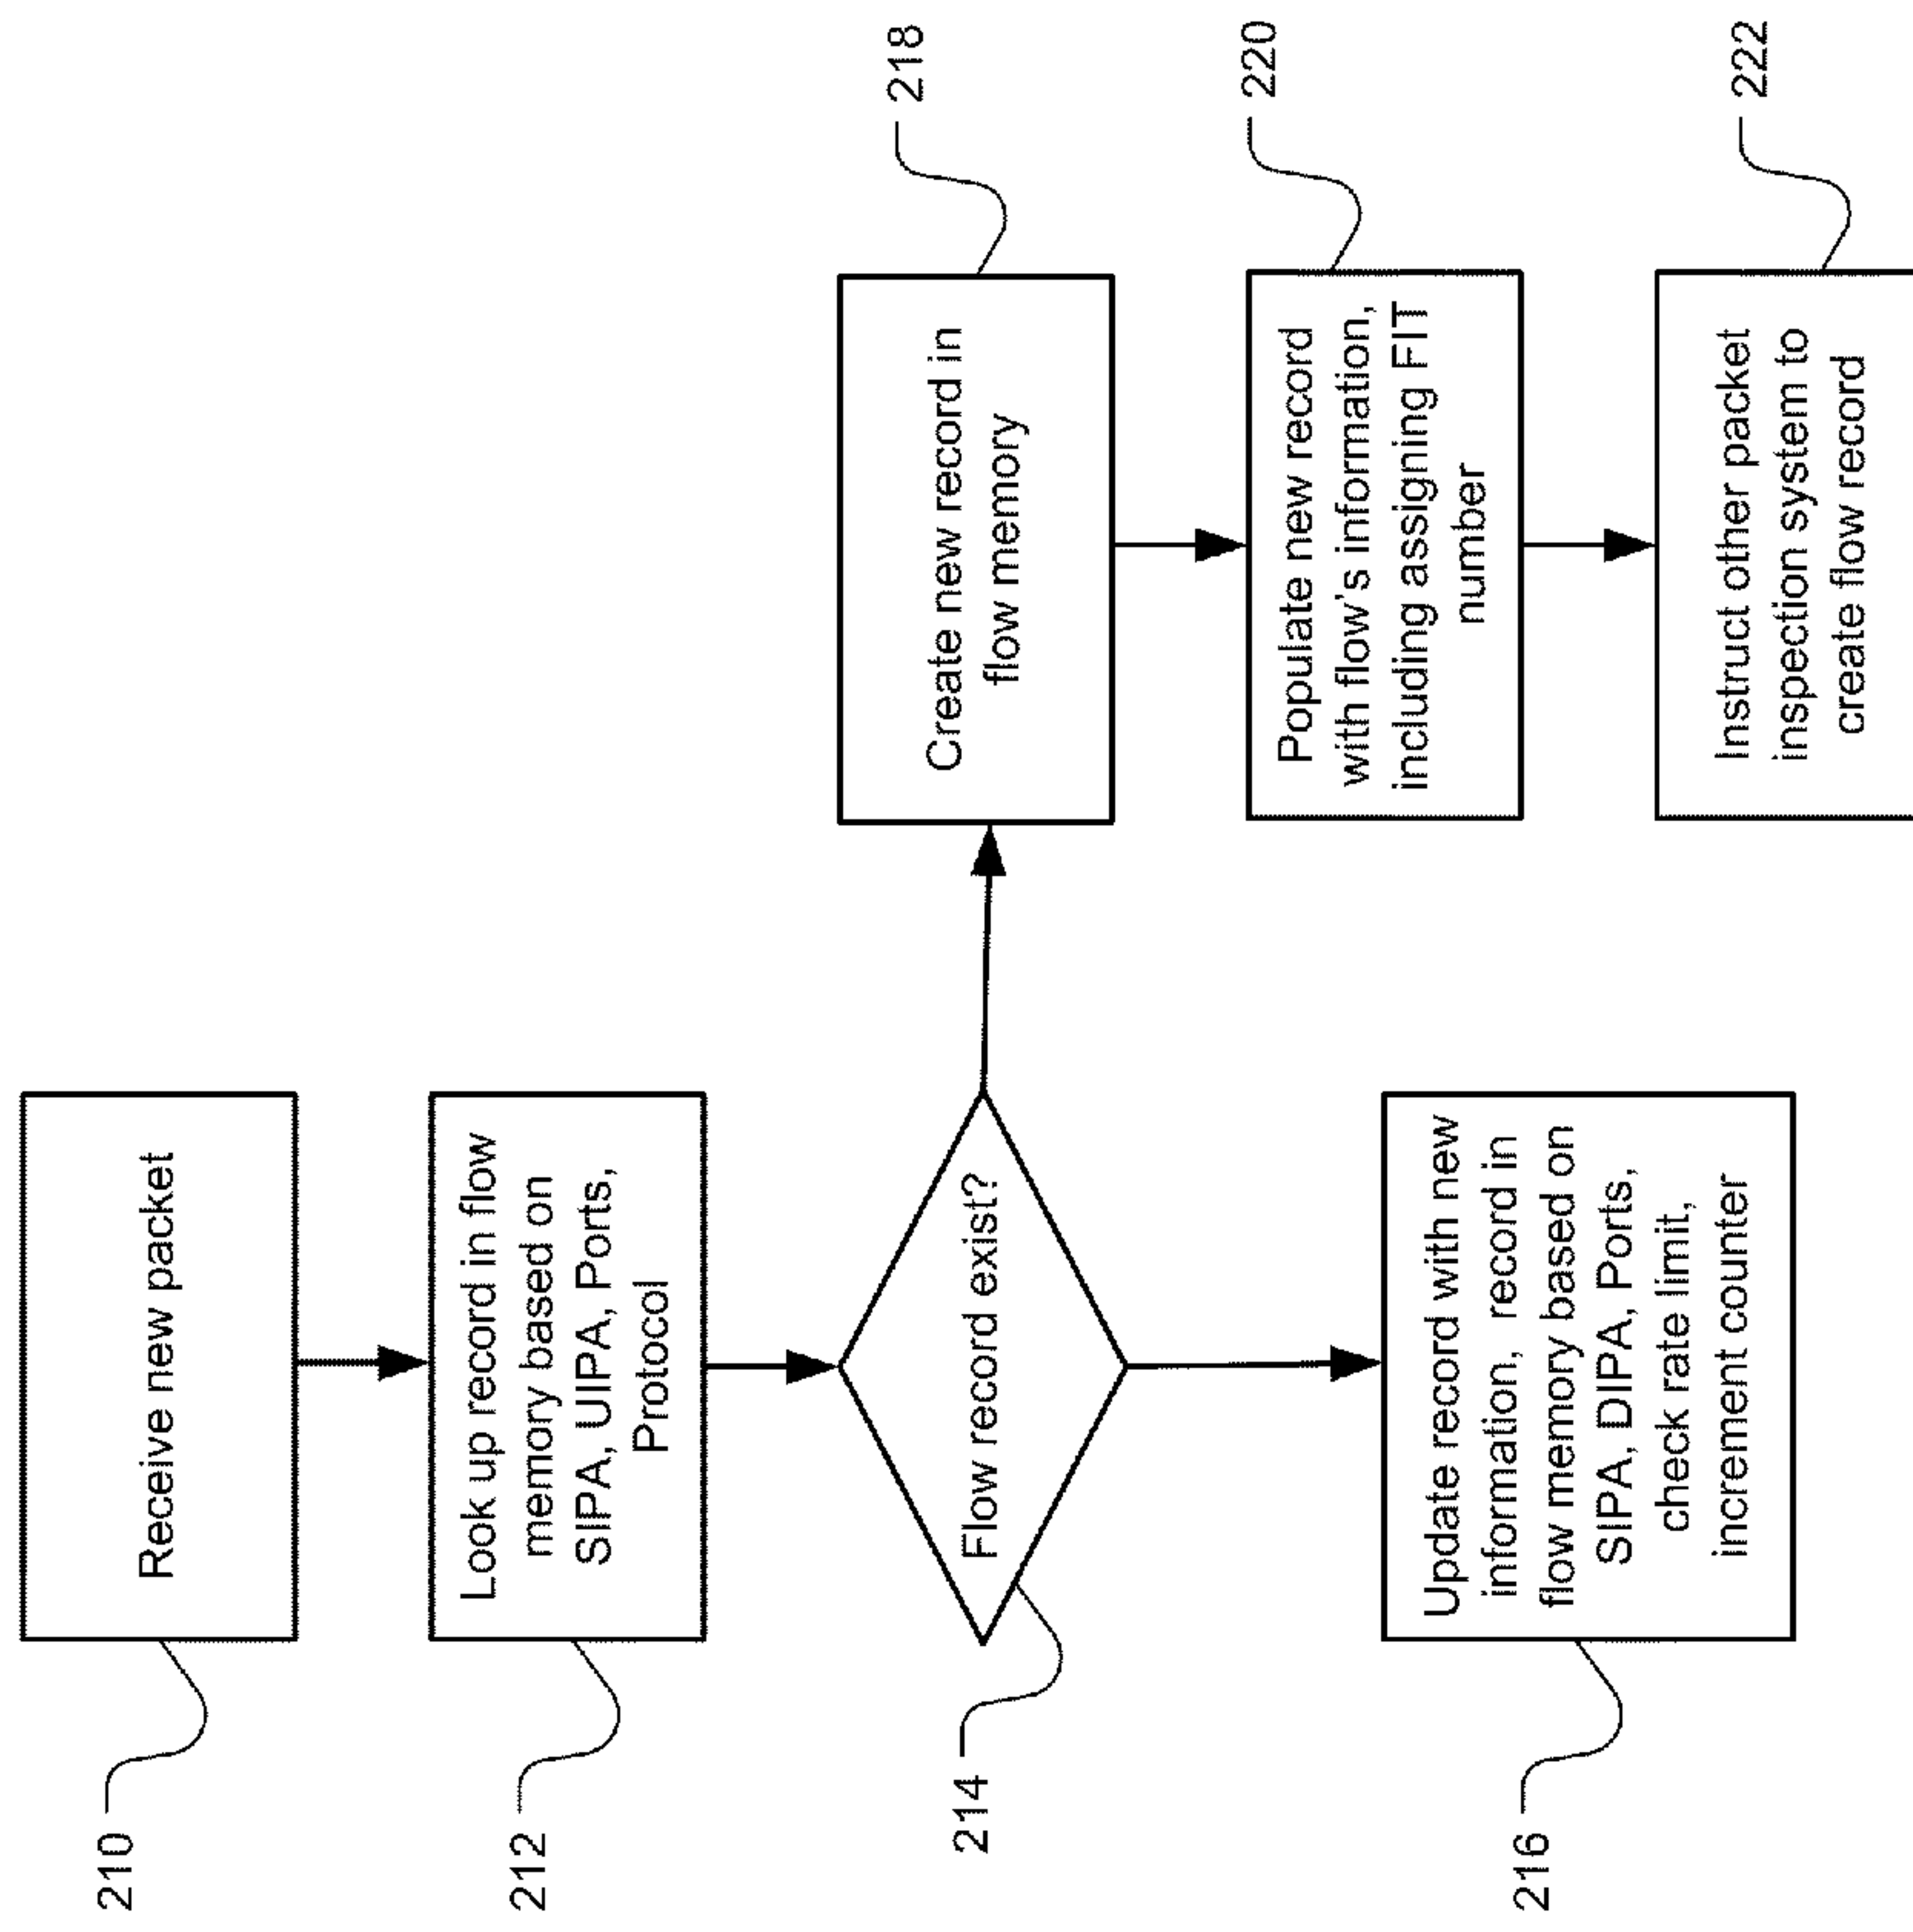 210
Receive new packet
212
Look up record in flow
memory based on
SIPA, UIPA, Ports,
Protocol
214
Flow record exist?
216
Update record with new
information, record in
flow memory based on
SIPA, DIPA, Ports,
check rate limit,
increment counter
218
Create new record in
flow memory
220
Populate new record
with flow's information,
including assigning FIT
number
222
Instruct other packet
inspection system to
create flow record